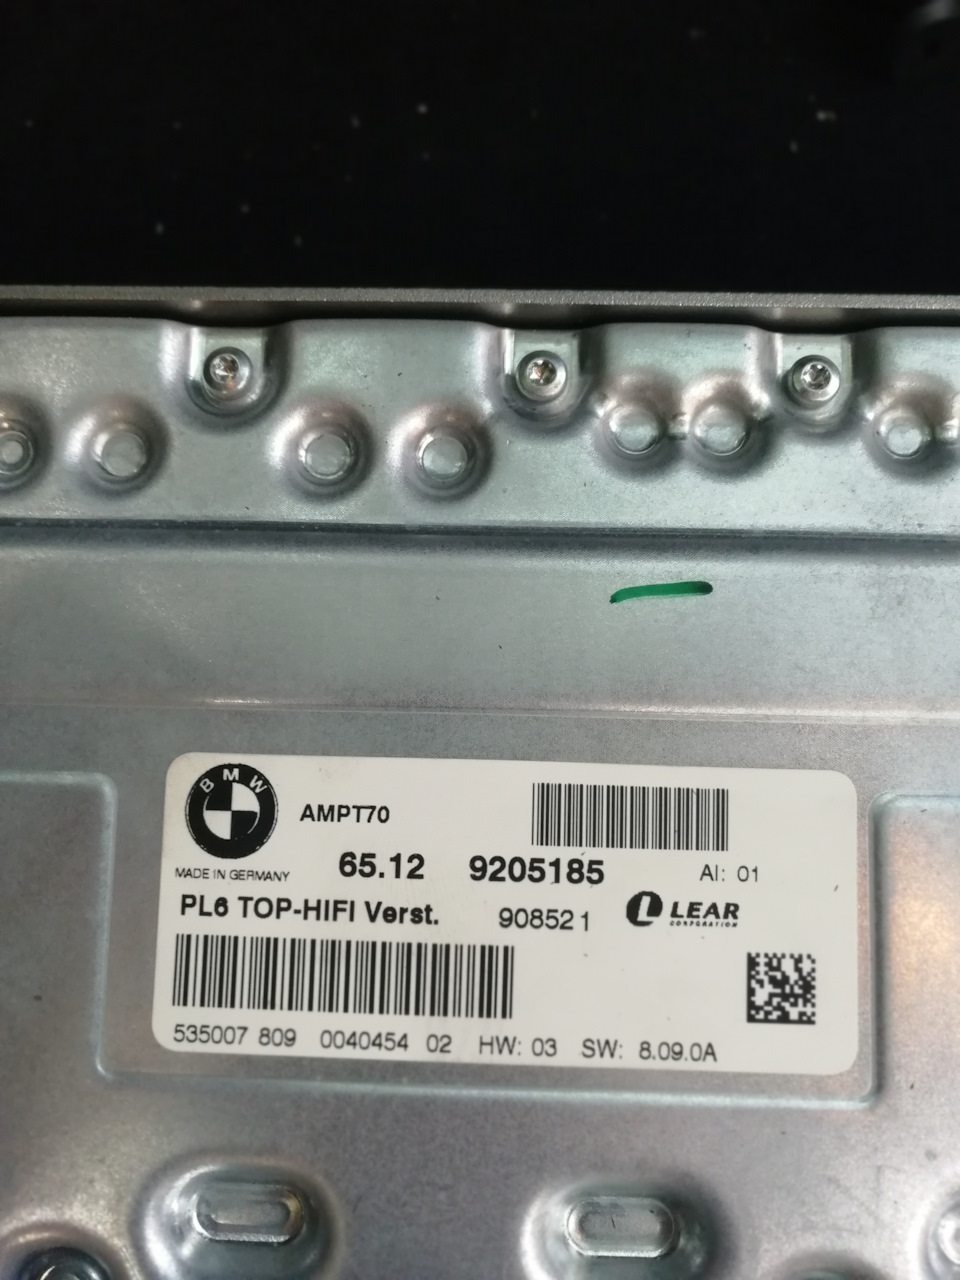 BMW
AMPT70
MADE IN GERMANY
65.12 9205185
AI: 01
PL6 TOP-HIFI Verst.
908521
LEAR
CORPORATION
535007 809 0040454 02 HW: 03 SW: 8.09.0A